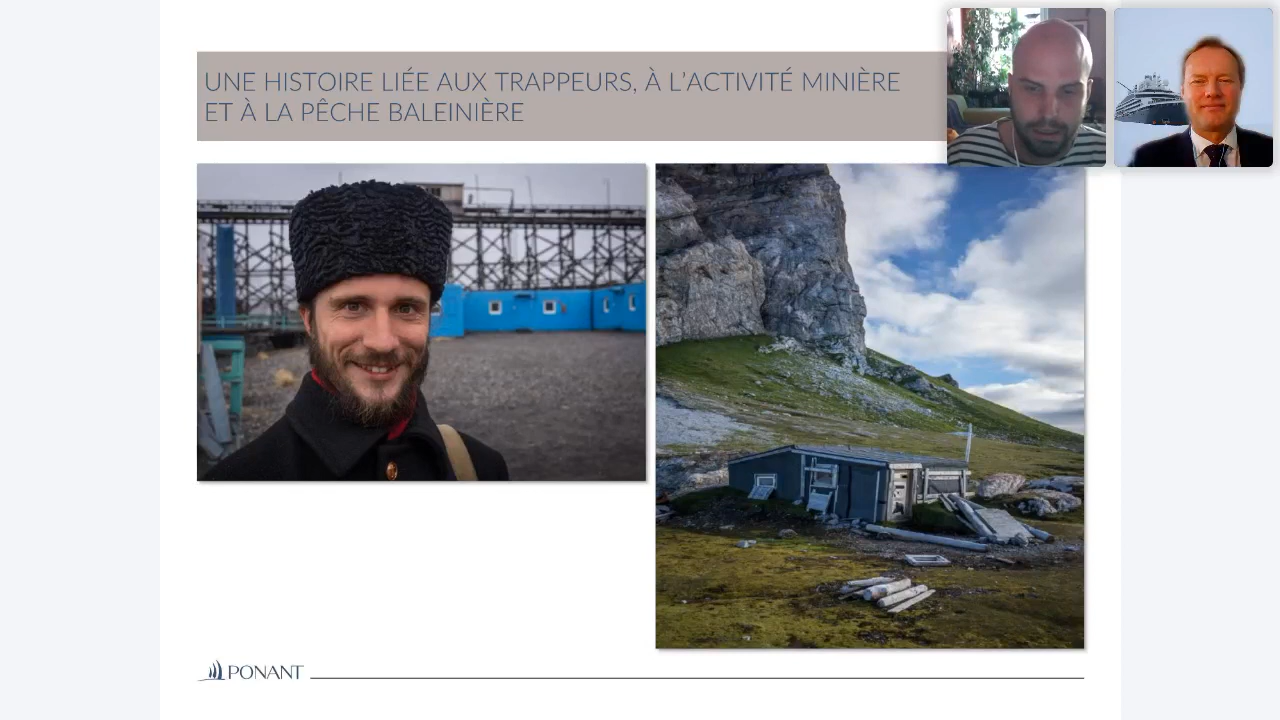 UNE HISTOIRE LIÉE AUX TRAPPEURS, À L'ACTIVITÉ MINIÈRE
ET À LA PÊCHE BALEINIÈRE
PONANT